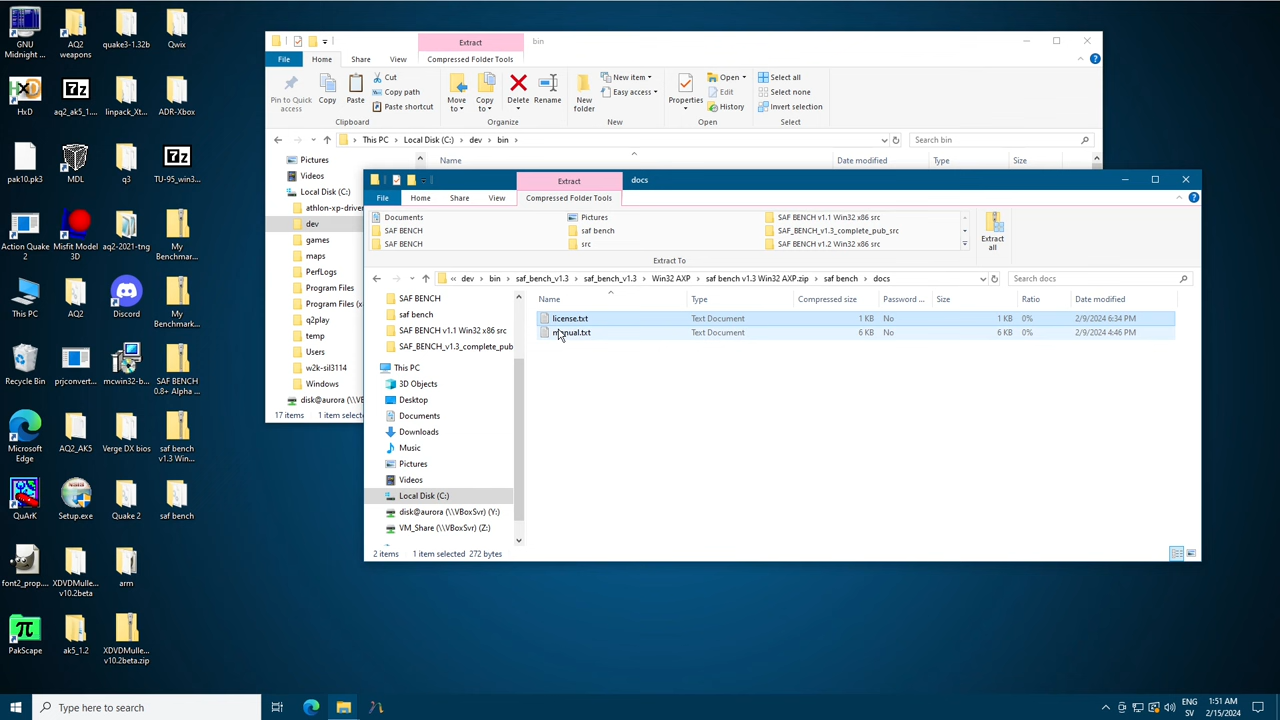 GNU Midnight ...
AQ2 weapons
quake3-1.32b
Qwix
HxD
aq2_ak5_1....
linpack_Xt...
ADR-Xbox
pak10.pk3
MDL
q3
TU-95_win3...
Action Quake 2
Misfit Model 3D
aq2-2021-tng
My Benchmar...
This PC
AQ2
Discord
My Benchmar...
Recycle Bin
prjconvert...
mcwin32-b...
SAF BENCH 0.8+ Alpha ...
Microsoft Edge
AQ2_AK5
Verge DX bios
saf bench v1.3 Win...
QuArK
Setup.exe
Quake 2
saf bench
font2_prop....
XDVDMulle... v10.2beta
arm
PakScape
ak5_1.2
XDVDMulle... v10.2beta.zip
Extract
bin
File
Home
Share
View
Compressed Folder Tools
Pin to Quick access
Copy
Paste
Cut
Copy path
Paste shortcut
Move to
Copy to
Delete
Rename
New folder
New item
Easy access
Properties
Open
Edit
History
Select all
Select none
Invert selection
Clipboard
Organize
New
Open
Select
This PC
Local Disk (C:)
dev
bin
Search bin
Name
Date modified
Type
Size
Pictures
Videos
Local Disk (C:)
athlon-xp-driver
dev
games
maps
PerfLogs
Program Files
Program Files (x
q2play
temp
Users
w2k-sil3114
Windows
disk@aurora (\\VB
17 items
1 item selected
Extract
docs
File
Home
Share
View
Compressed Folder Tools
Documents
Pictures
SAF BENCH v1.1 Win32 x86 src
SAF BENCH
saf bench
SAF_BENCH_v1.3_complete_pub_src
SAF BENCH
src
SAF BENCH v1.2 Win32 x86 src
Extract all
Extract To
« dev
bin
saf_bench_v1.3
saf_bench_v1.3
Win32 AXP
saf bench v1.3 Win32 AXP.zip
saf bench
docs
Search docs
Name
Type
Compressed size
Password ...
Size
Ratio
Date modified
license.txt
Text Document
1 KB
No
1 KB
0%
2/9/2024 6:34 PM
manual.txt
Text Document
6 KB
No
6 KB
0%
2/9/2024 4:46 PM
SAF BENCH
saf bench
SAF BENCH v1.1 Win32 x86 src
SAF_BENCH_v1.3_complete_pub
This PC
3D Objects
Desktop
Documents
Downloads
Music
Pictures
Videos
Local Disk (C:)
disk@aurora (\\VBoxSvr) (Y:)
VM_Share (\\VBoxSvr) (Z:)
2 items
1 item selected 272 bytes
Type here to search
ENG
SV
1:51 AM
2/15/2024